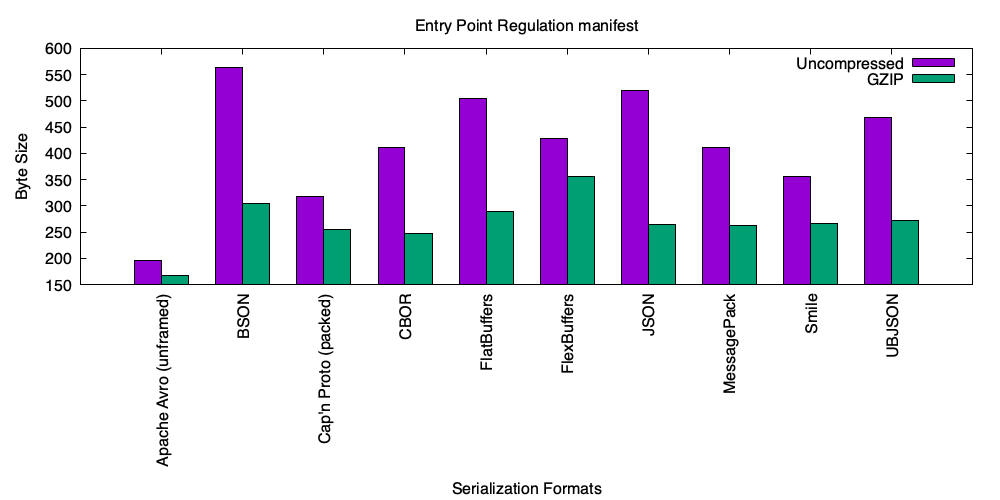 Entry Point Regulation manifest
Uncompressed
GZIP
600
550
500
450
400
350
300
250
200
150
Byte Size
Apache Avro (unframed)
BSON
Cap'n Proto (packed)
CBOR
FlatBuffers
FlexBuffers
JSON
MessagePack
Smile
UBJSON
Serialization Formats